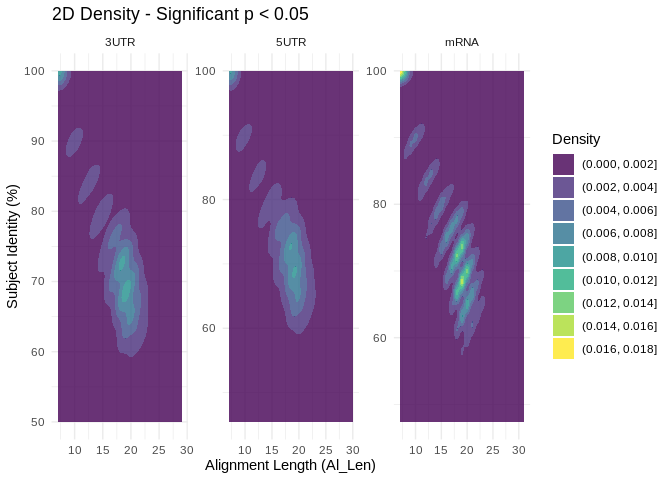 2D Density - Significant p < 0.05
3UTR
5UTR
mRNA
100
90
80
70
60
50
100
80
60
100
80
60
10 15 20 25 30
10 15 20 25 30
10 15 20 25 30
Subject Identity (%)
Alignment Length (Al_Len)
Density
(0.000, 0.002]
(0.002, 0.004]
(0.004, 0.006]
(0.006, 0.008]
(0.008, 0.010]
(0.010, 0.012]
(0.012, 0.014]
(0.014, 0.016]
(0.016, 0.018]